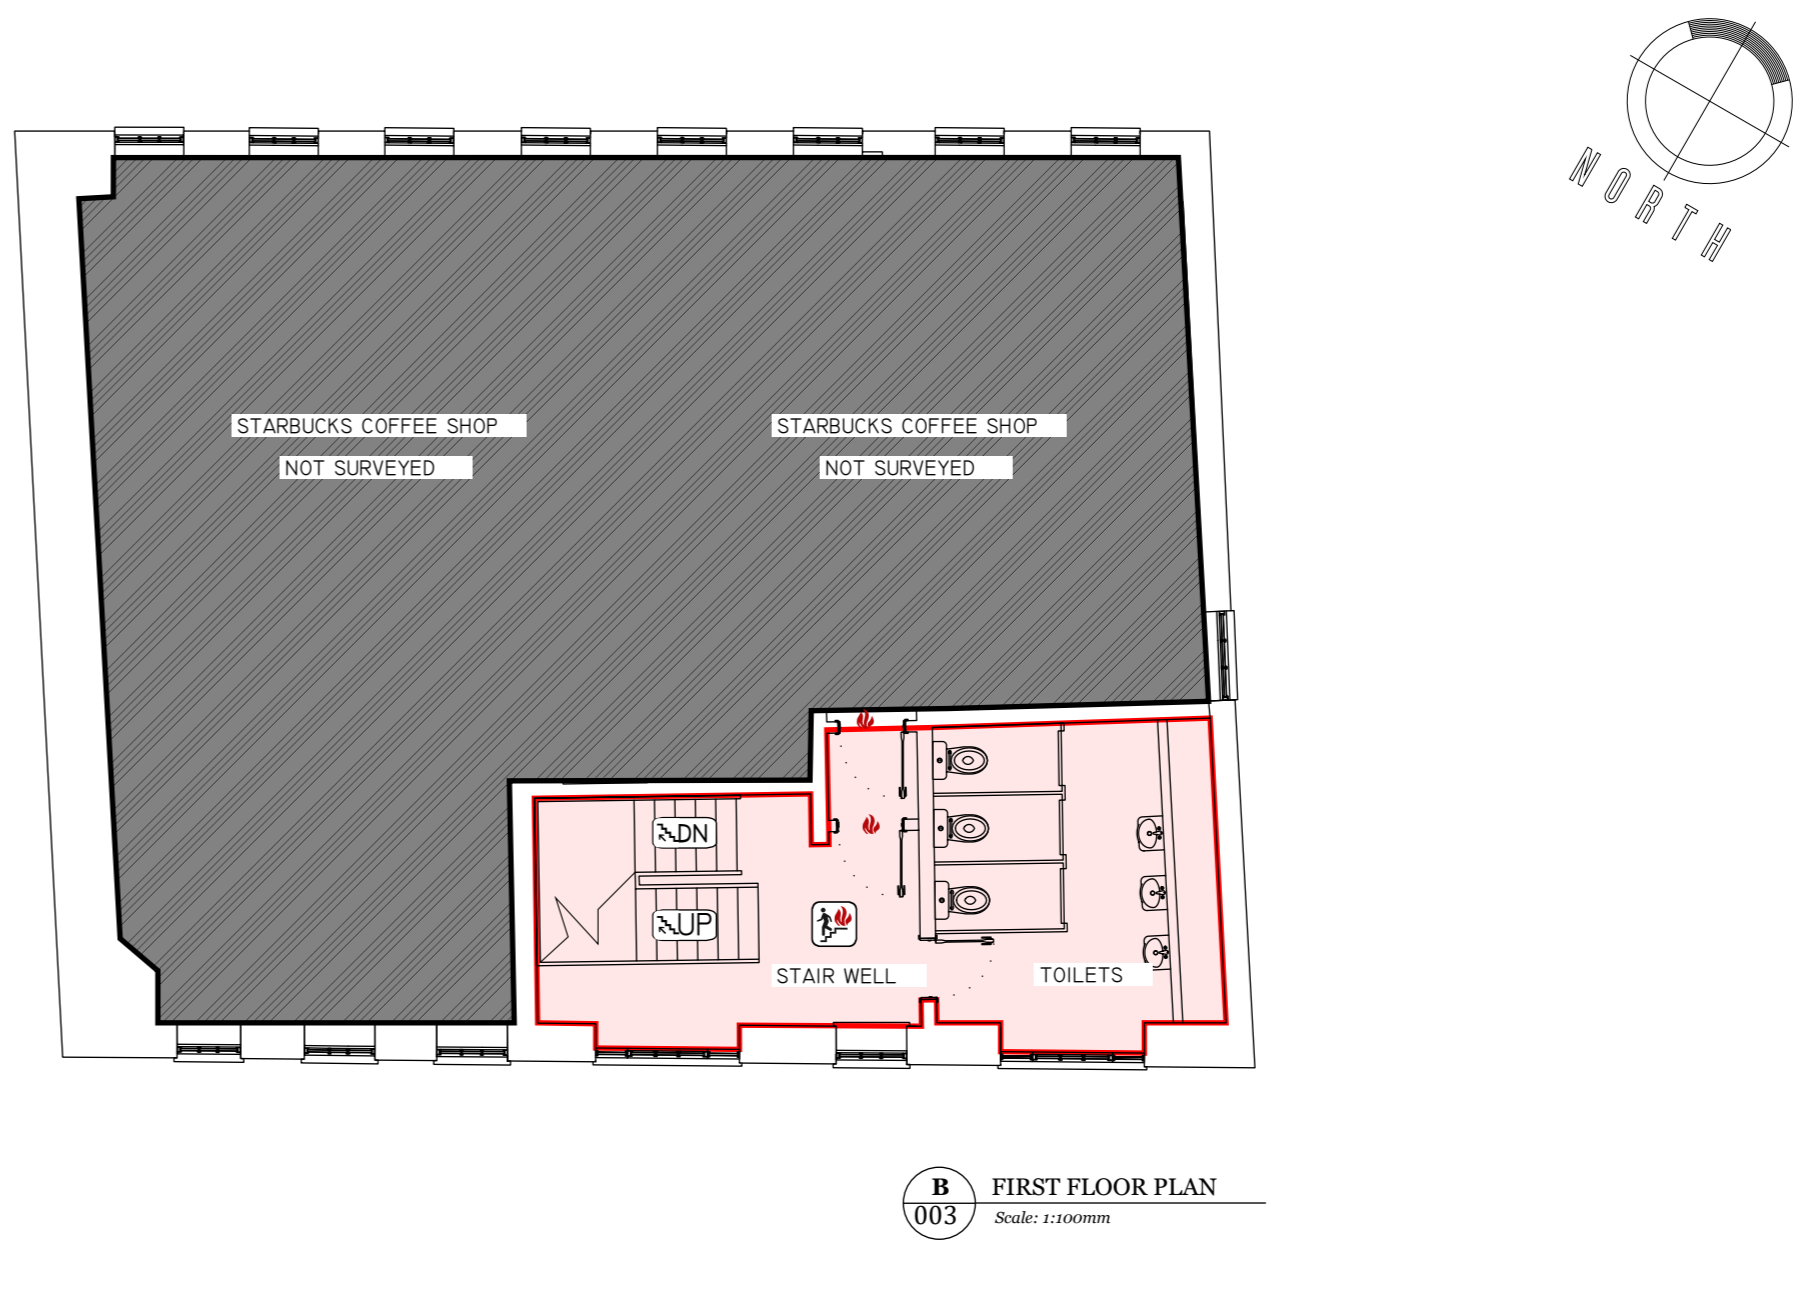 NORTH
STARBUCKS COFFEE SHOP
NOT SURVEYED
STARBUCKS COFFEE SHOP
NOT SURVEYED
DN
UP
STAIR WELL
TOILETS
B
003
FIRST FLOOR PLAN
Scale: 1:100mm